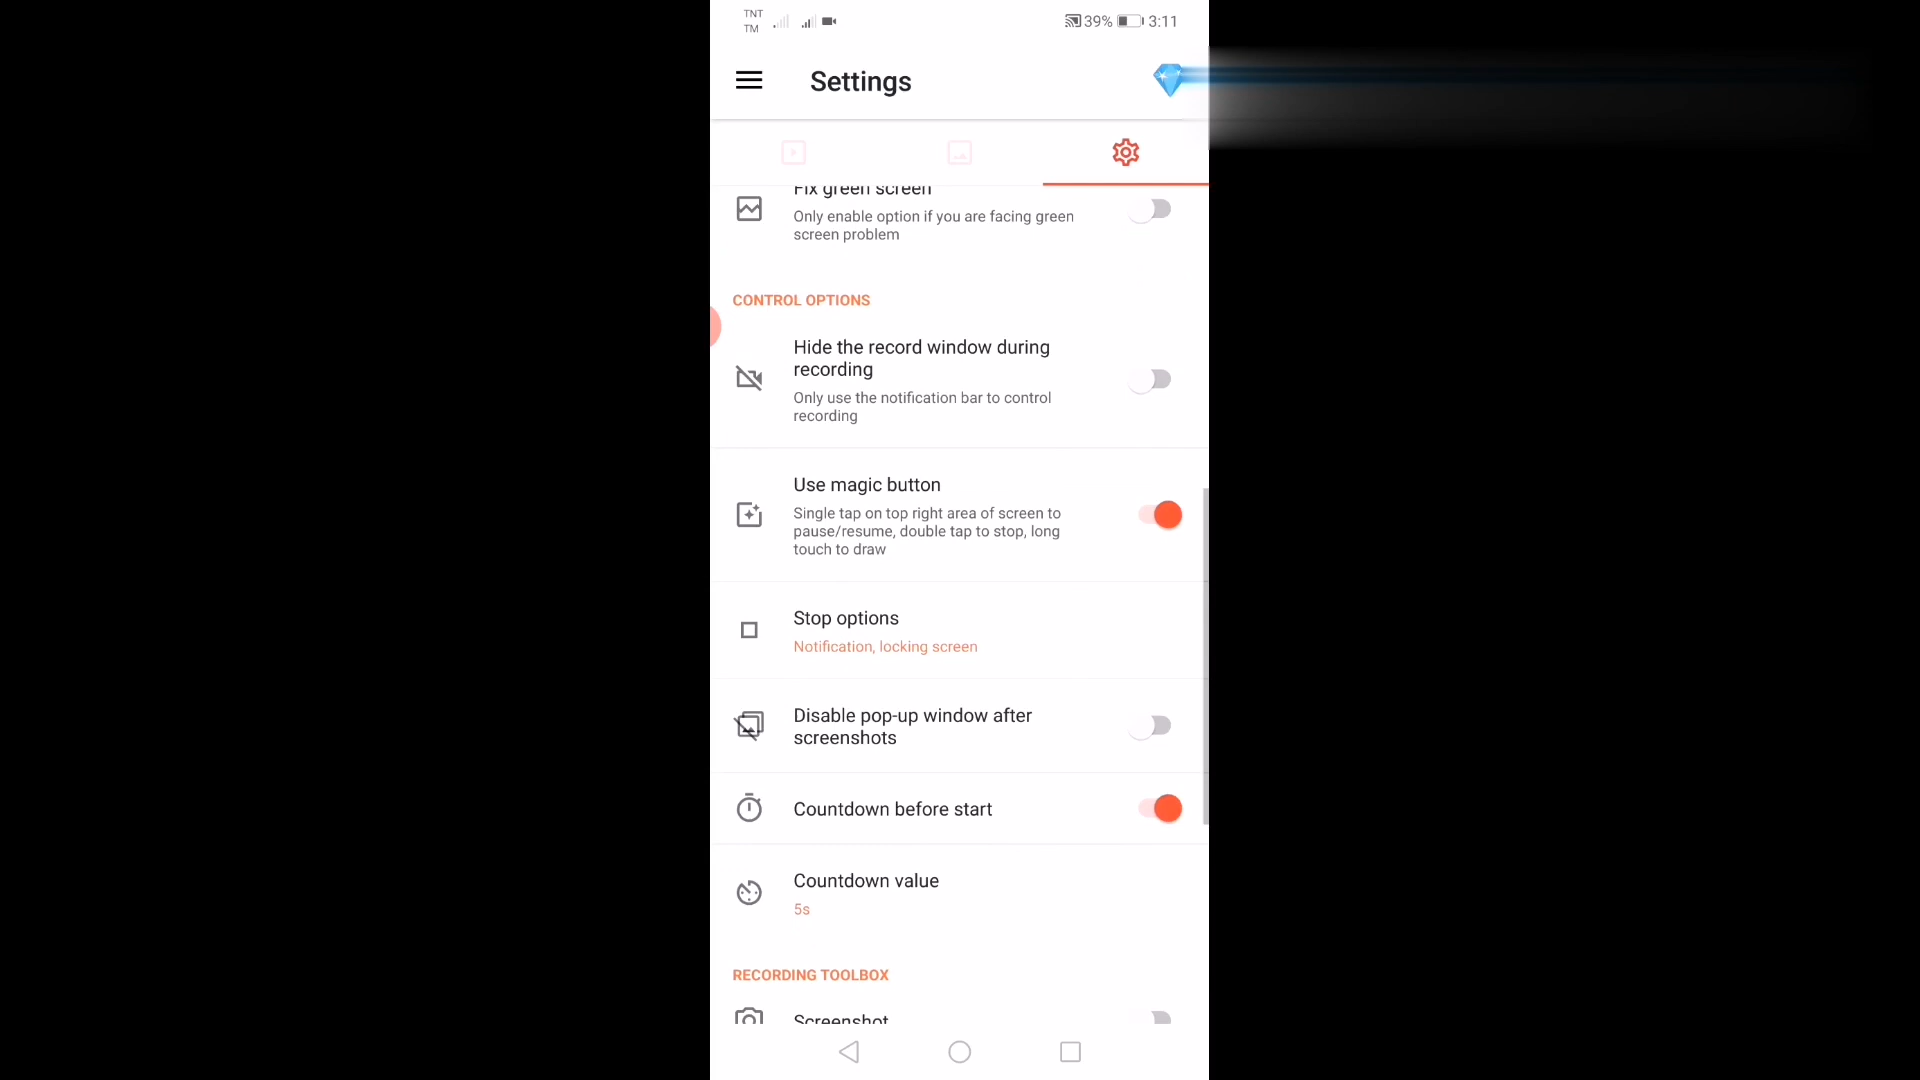 TNT
TM
39%
3:11
Settings
Fix green screen
Only enable option if you are facing green
screen problem
CONTROL OPTIONS
Hide the record window during
recording
Only use the notification bar to control
recording
Use magic button
Single tap on top right area of screen to
pause/resume, double tap to stop, long
touch to draw
Stop options
Notification, locking screen
Disable pop-up window after
screenshots
Countdown before start
Countdown value
5s
RECORDING TOOLBOX
Screenshot